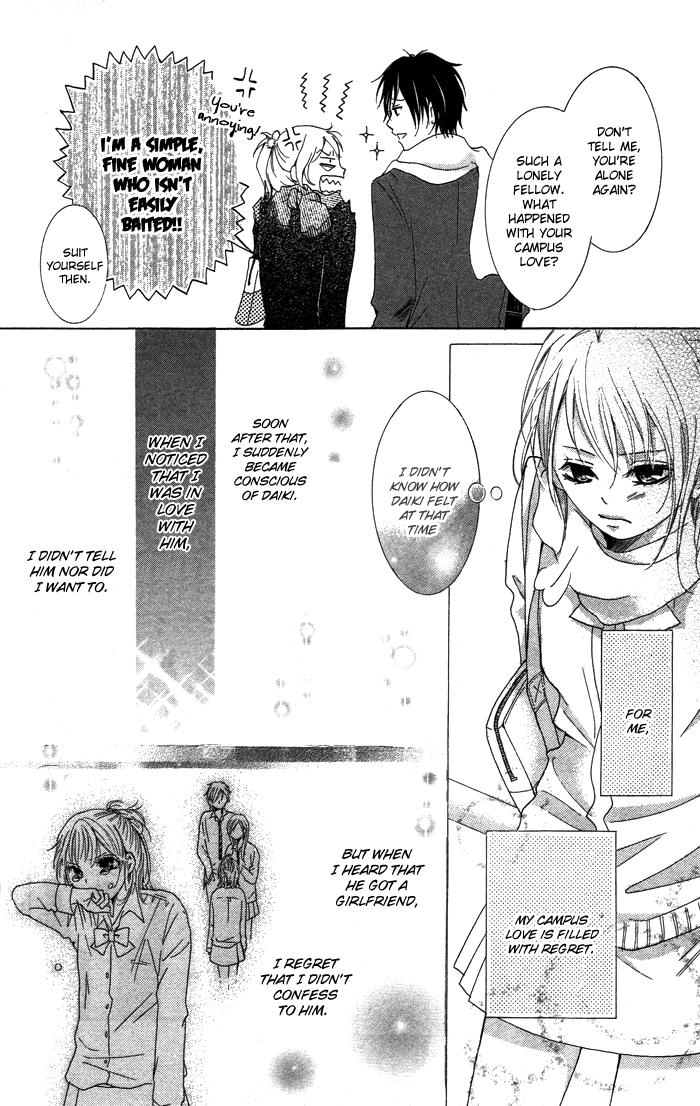 DON'T
TELL ME,
YOU'RE
ALONE
AGAIN?
SUCH A
LONELY
FELLOW.
WHAT
HAPPENED
WITH YOUR
CAMPUS
LOVE?
You're
annoying!
I'M A SIMPLE,
FINE WOMAN
WHO ISN'T
EASILY
BAITED!!
SUIT
YOURSELF
THEN.
FOR
ME,
MY CAMPUS
LOVE IS FILLED
WITH REGRET.
I DIDN'T
KNOW HOW
DAIKI FELT
AT THAT
TIME
SOON
AFTER THAT,
I SUDDENLY
BECAME
CONSCIOUS
OF DAIKI.
WHEN I
NOTICED
THAT I
WAS IN
LOVE
WITH
HIM,
I DIDN'T TELL
HIM NOR DID
I WANT TO.
BUT WHEN
I HEARD THAT
HE GOT A
GIRLFRIEND,
I REGRET
THAT I DIDN'T
CONFESS
TO HIM.